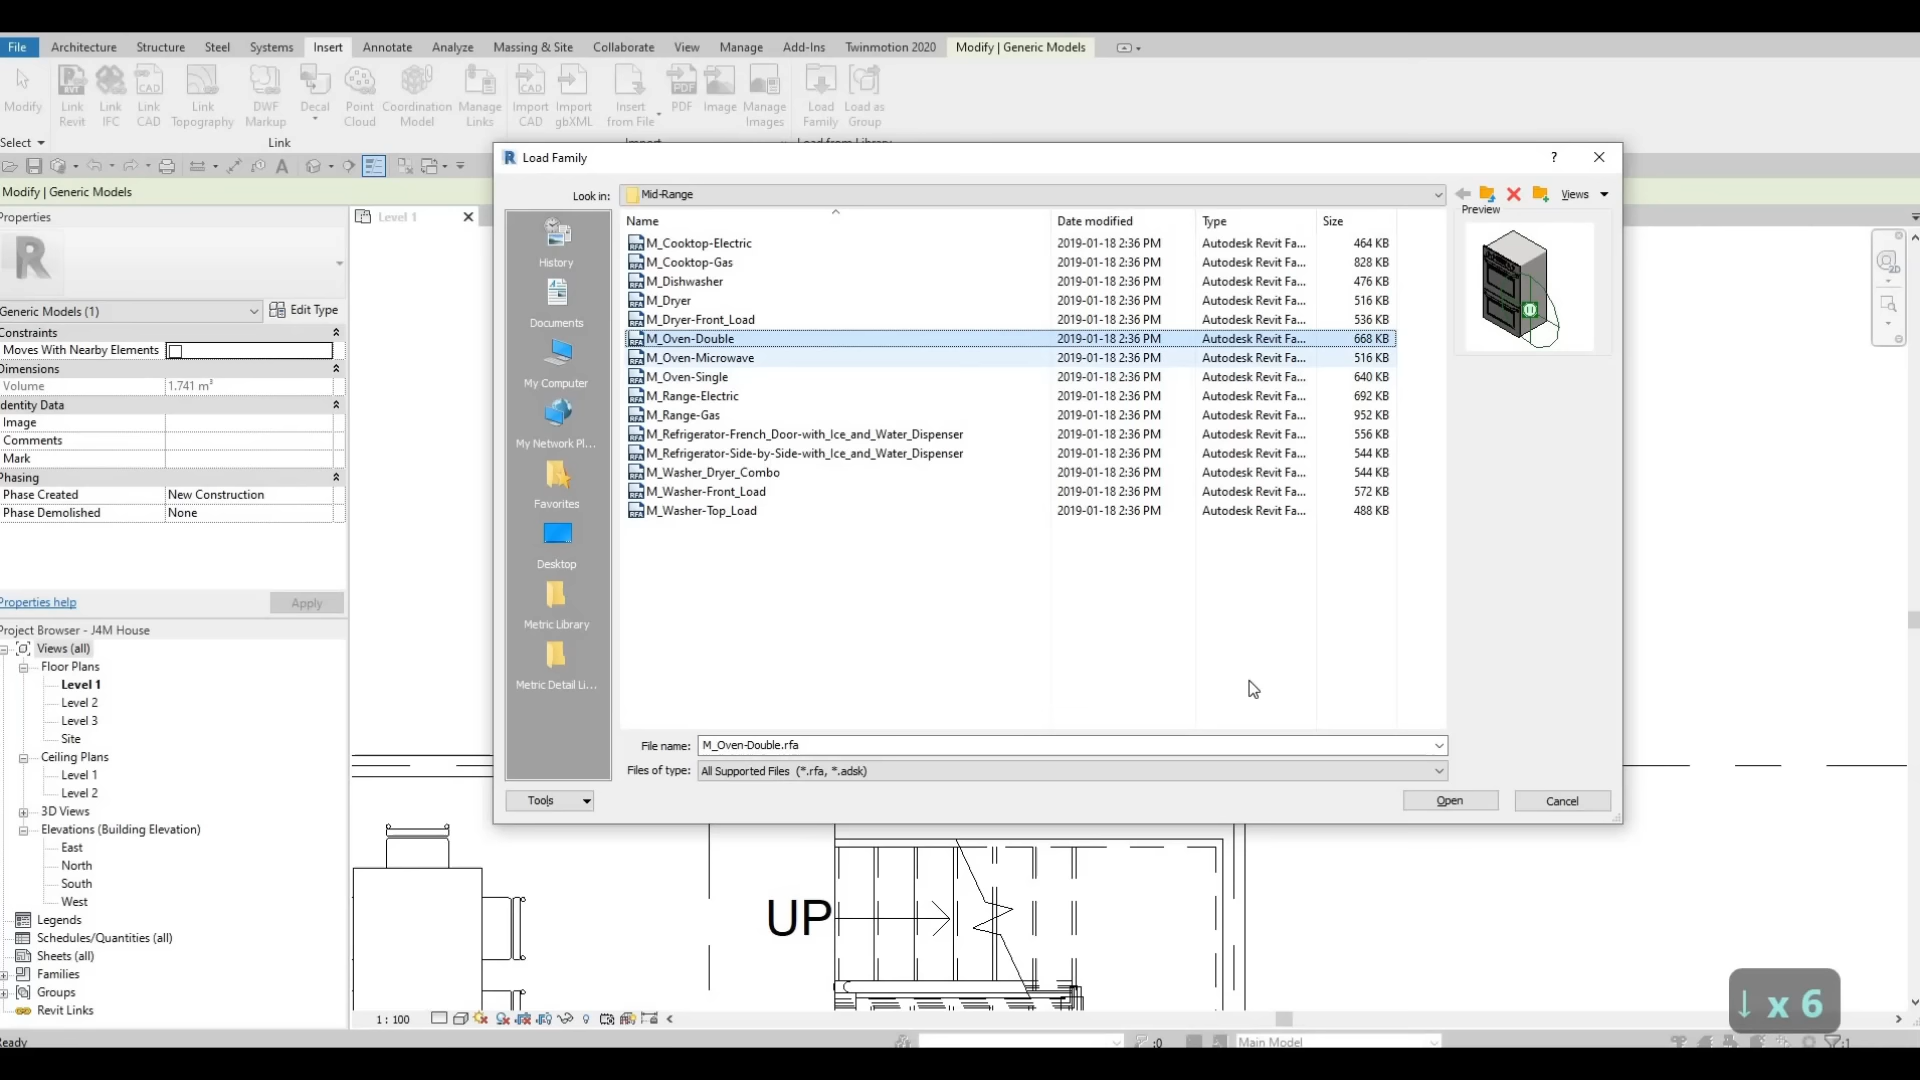 File Architecture Structure Steel Systems Insert Annotate Analyze Massing & Site Collaborate View Manage Add-Ins Twinmotion 2020 Modify | Generic Models
Modify Link Revit Link IFC Link CAD Link Topography DWF Markup Decal Point Cloud Coordination Model Manage Links Import CAD Import gbXML Insert from File PDF Image Manage Images Load Family Load as Group
Select Link
Modify | Generic Models
Load Family
Properties
Level 1
Look in: Mid-Range Views
Preview
Name Date modified Type Size
M_Cooktop-Electric 2019-01-18 2:36 PM Autodesk Revit Fa... 464 KB
M_Cooktop-Gas 2019-01-18 2:36 PM Autodesk Revit Fa... 828 KB
M_Dishwasher 2019-01-18 2:36 PM Autodesk Revit Fa... 476 KB
M_Dryer 2019-01-18 2:36 PM Autodesk Revit Fa... 516 KB
M_Dryer-Front_Load 2019-01-18 2:36 PM Autodesk Revit Fa... 536 KB
M_Oven-Double 2019-01-18 2:36 PM Autodesk Revit Fa... 668 KB
M_Oven-Microwave 2019-01-18 2:36 PM Autodesk Revit Fa... 516 KB
M_Oven-Single 2019-01-18 2:36 PM Autodesk Revit Fa... 640 KB
M_Range-Electric 2019-01-18 2:36 PM Autodesk Revit Fa... 692 KB
M_Range-Gas 2019-01-18 2:36 PM Autodesk Revit Fa... 952 KB
M_Refrigerator-French_Door-with_Ice_and_Water_Dispenser 2019-01-18 2:36 PM Autodesk Revit Fa... 556 KB
M_Refrigerator-Side-by-Side-with_Ice_and_Water_Dispenser 2019-01-18 2:36 PM Autodesk Revit Fa... 544 KB
M_Washer_Dryer_Combo 2019-01-18 2:36 PM Autodesk Revit Fa... 544 KB
M_Washer-Front_Load 2019-01-18 2:36 PM Autodesk Revit Fa... 572 KB
M_Washer-Top_Load 2019-01-18 2:36 PM Autodesk Revit Fa... 488 KB
History
Documents
My Computer
My Network Pl...
Favorites
Desktop
Metric Library
Metric Detail Li...
File name: M_Oven-Double.rfa
Files of type: All Supported Files (*.rfa, *.adsk)
Tools Open Cancel
Generic Models (1) Edit Type
Constraints
Moves With Nearby Elements
Dimensions
Volume 1.741 m³
Identity Data
Image
Comments
Mark
Phasing
Phase Created New Construction
Phase Demolished None
Properties help Apply
Project Browser - J4M House
Views (all)
Floor Plans
Level 1
Level 2
Level 3
Site
Ceiling Plans
Level 1
Level 2
3D Views
Elevations (Building Elevation)
East
North
South
West
Legends
Schedules/Quantities (all)
Sheets (all)
Families
Groups
Revit Links
UP
1 : 100
↓ x 6
Ready :0 Main Model :1